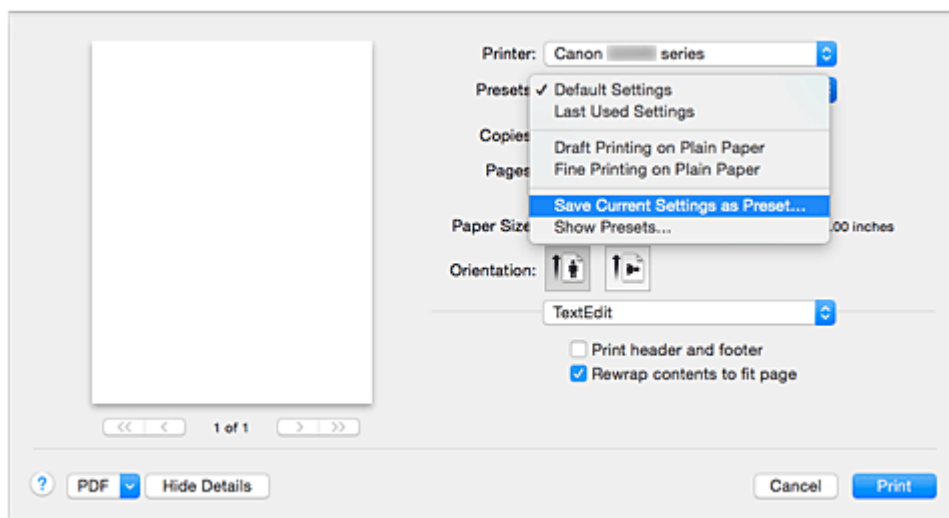 Printer: Canon series
Presets ✓ Default Settings
Last Used Settings
Copies
Draft Printing on Plain Paper
Pages Fine Printing on Plain Paper
Save Current Settings as Preset...
Paper Size Show Presets... .00 inches
Orientation:
TextEdit
Print header and footer
Rewrap contents to fit page
<< < 1 of 1 > >>
? PDF Hide Details Cancel Print